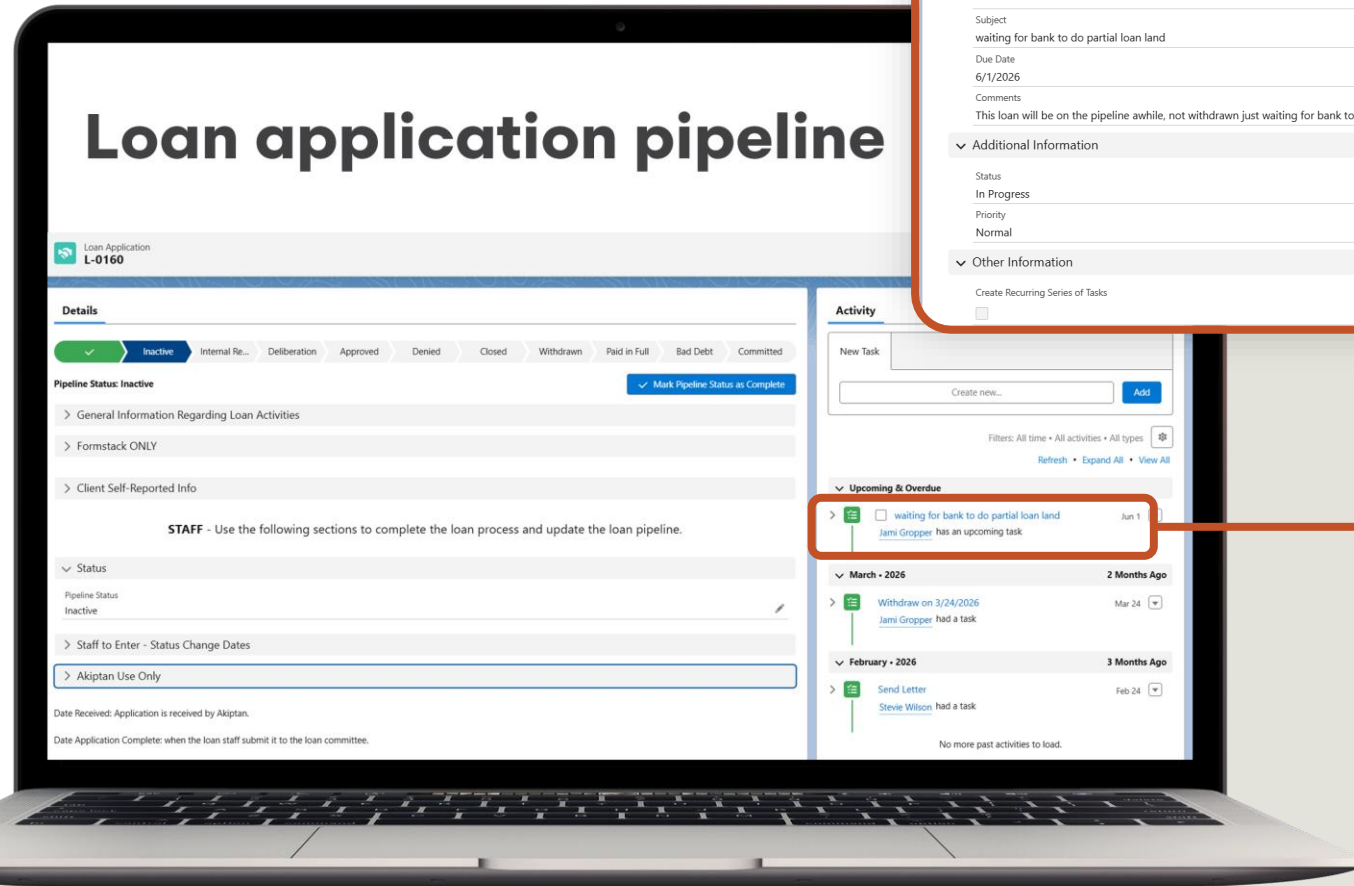 Loan application pipeline
Loan Application
L-0160
Details
Inactive
Internal Re...
Deliberation
Approved
Denied
Closed
Withdrawn
Paid in Full
Bad Debt
Committed
Pipeline Status: Inactive
Mark Pipeline Status as Complete
General Information Regarding Loan Activities
Formstack ONLY
Client Self-Reported Info
STAFF - Use the following sections to complete the loan process and update the loan pipeline.
Status
Pipeline Status
Inactive
Staff to Enter - Status Change Dates
Akiptan Use Only
Date Received: Application is received by Akiptan.
Date Application Complete: when the loan staff submit it to the loan committee.
Activity
New Task
Create new...
Add
Filters: All time • All activities • All types
Refresh • Expand All • View All
Upcoming & Overdue
waiting for bank to do partial loan land
Jun 1
Jami Gropper has an upcoming task
March • 2026
2 Months Ago
Withdraw on 3/24/2026
Mar 24
Jami Gropper had a task
February • 2026
3 Months Ago
Send Letter
Feb 24
Stevie Wilson had a task
No more past activities to load.
Subject
waiting for bank to do partial loan land
Due Date
6/1/2026
Comments
This loan will be on the pipeline awhile, not withdrawn just waiting for bank to
Additional Information
Status
In Progress
Priority
Normal
Other Information
Create Recurring Series of Tasks